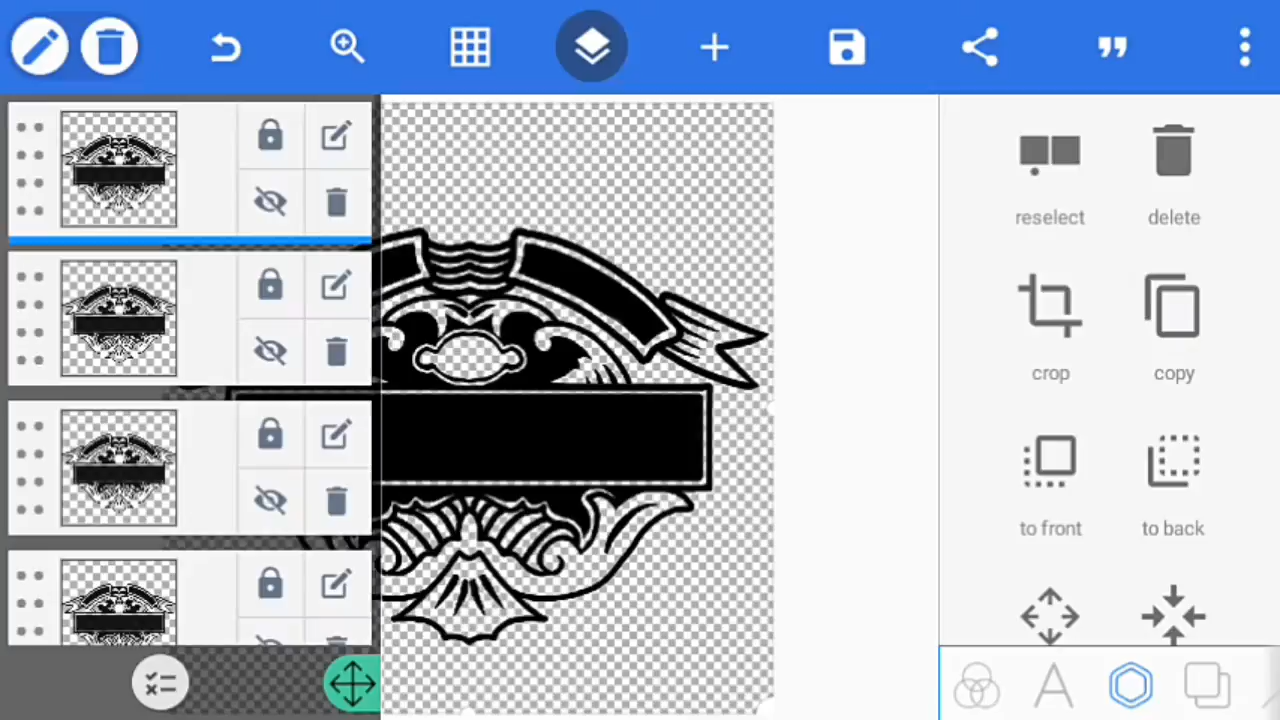 reselect
delete
crop
copy
to front
to back